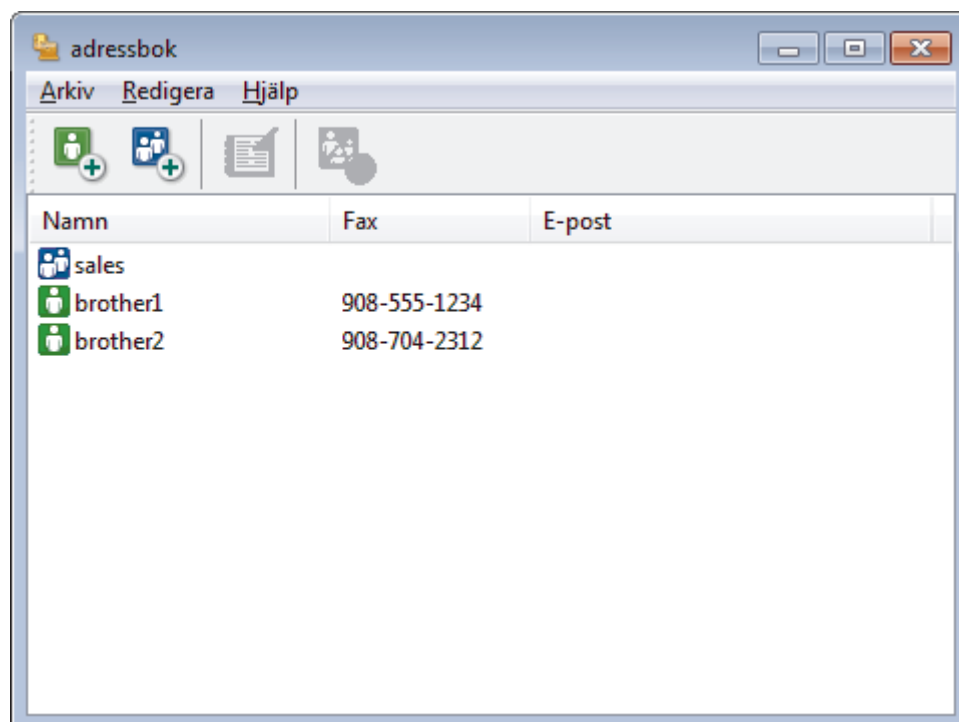 adressbok
Arkiv Redigera Hjälp
Namn Fax E-post
sales
brother1 908-555-1234
brother2 908-704-2312